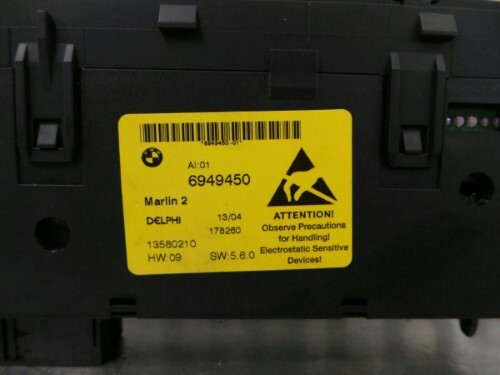 *6949450-01*
AI:01
6949450
Marlin 2
DELPHI
13/04
178260
13580210
HW:09 SW:5.6.0
ATTENTION!
Observe Precautions
for Handling!
Electrostatic Sensitive
Devices!